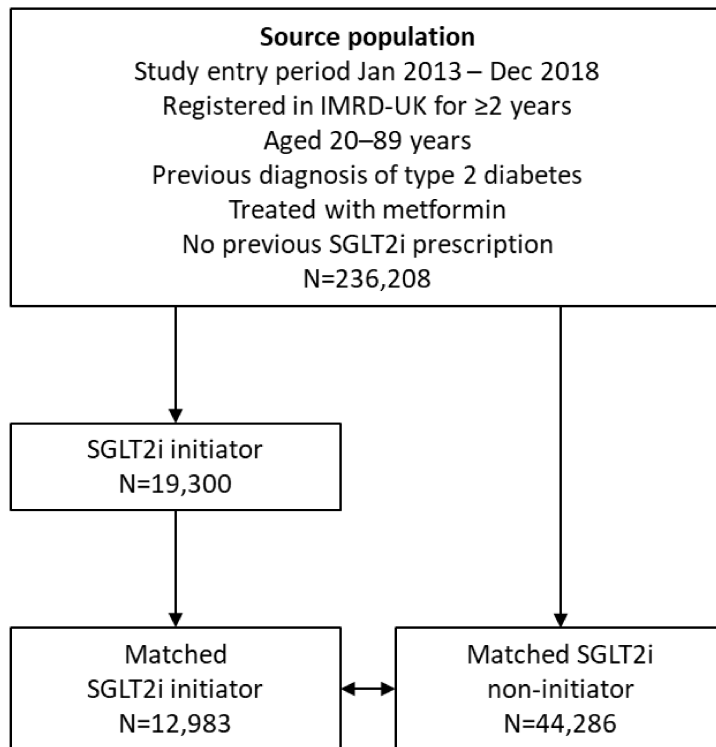 Source population
Study entry period Jan 2013 – Dec 2018
Registered in IMRD-UK for ≥2 years
Aged 20–89 years
Previous diagnosis of type 2 diabetes
Treated with metformin
No previous SGLT2i prescription
N=236,208
SGLT2i initiator
N=19,300
Matched
SGLT2i initiator
N=12,983
Matched SGLT2i
non-initiator
N=44,286